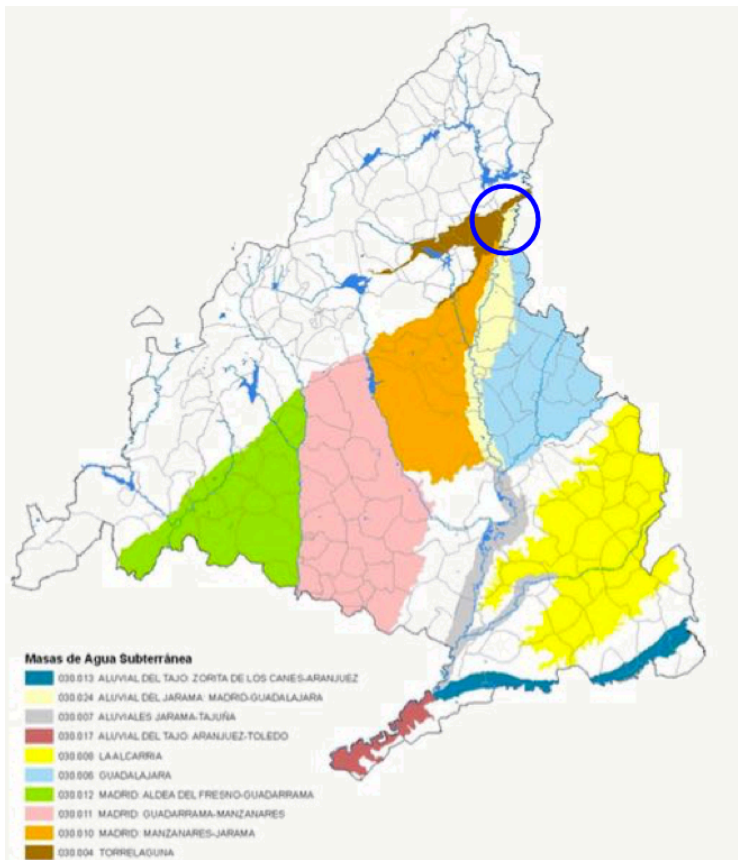 Masas de Agua Subterránea
030.013 ALUVIAL DEL TAJO: ZORITA DE LOS CANES-ARANJUEZ
030.024 ALUVIAL DEL JARAMA: MADRID-GUADALAJARA
030.007 ALUVIALES JARAMA-TAJUÑA
030.017 ALUVIAL DEL TAJO: ARANJUEZ-TOLEDO
030.008 LA ALCARRIA
030.006 GUADALAJARA
030.012 MADRID: ALDEA DEL FRESNO-GUADARRAMA
030.011 MADRID: GUADARRAMA-MANZANARES
030.010 MADRID: MANZANARES-JARAMA
030.004 TORRELAGUNA